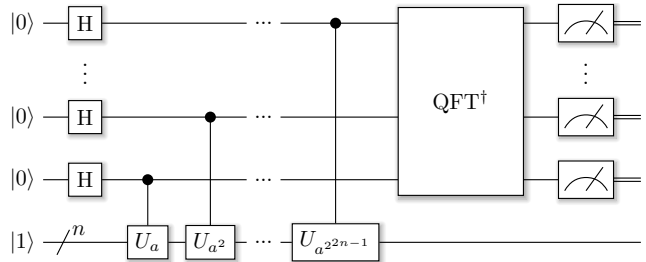 |0⟩ H ... 
⋮ ⋮
|0⟩ H ... QFT†
|0⟩ H ...
|1⟩ n U_a U_{a^2} ... U_{a^{2^{2n-1}}}